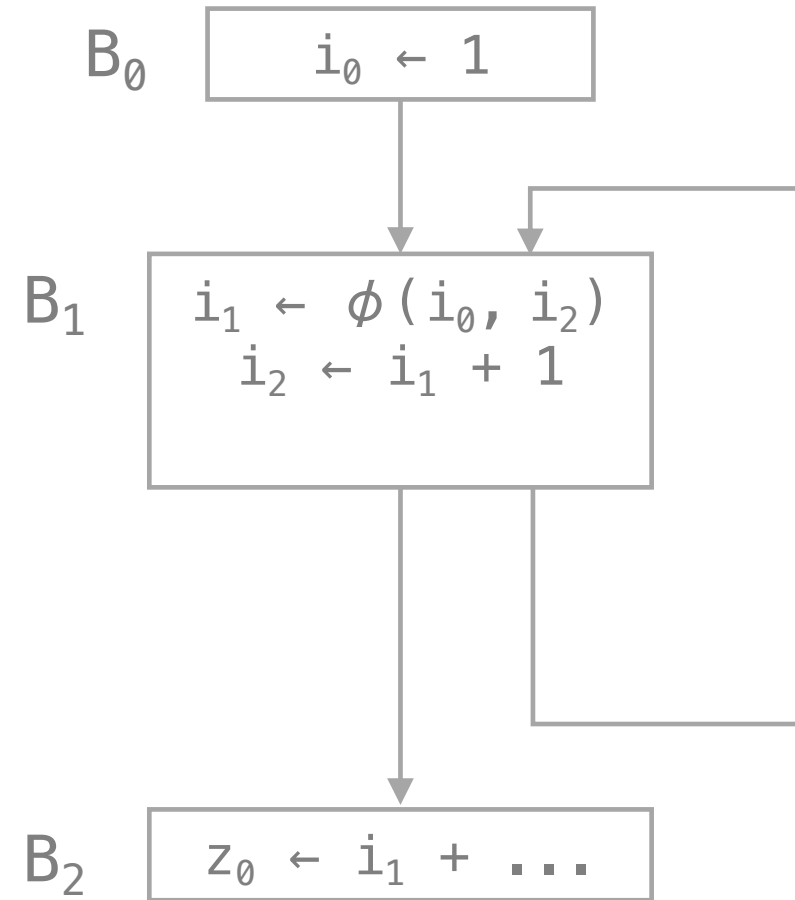 B₀ i₀ ← 1
B₁ i₁ ← ϕ(i₀, i₂)
i₂ ← i₁ + 1
B₂ z₀ ← i₁ + ...